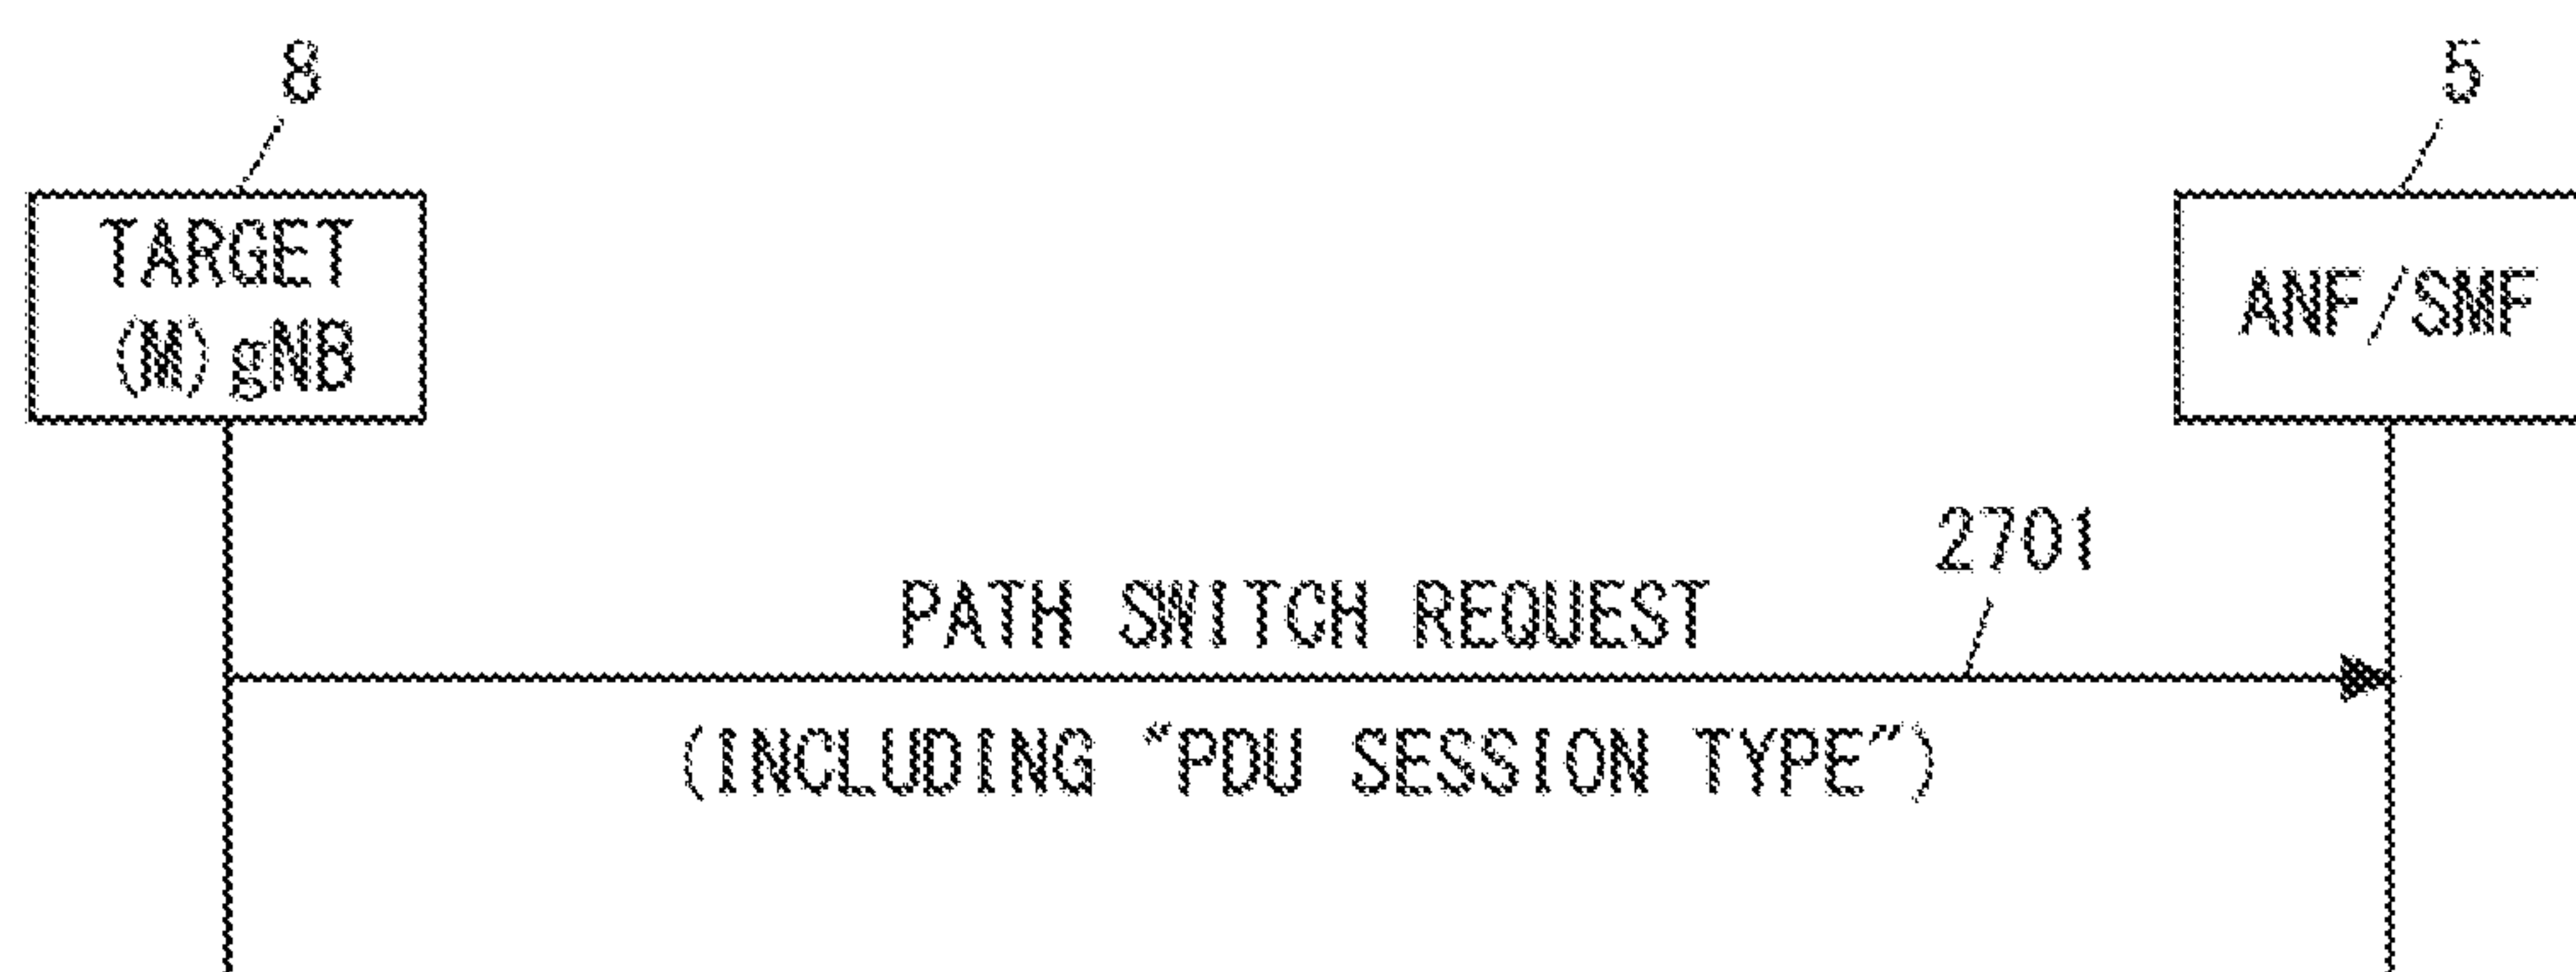 8
5
TARGET
(M)gNB
ANF/SMF
2701
PATH SWITCH REQUEST
(INCLUDING "PDU SESSION TYPE")